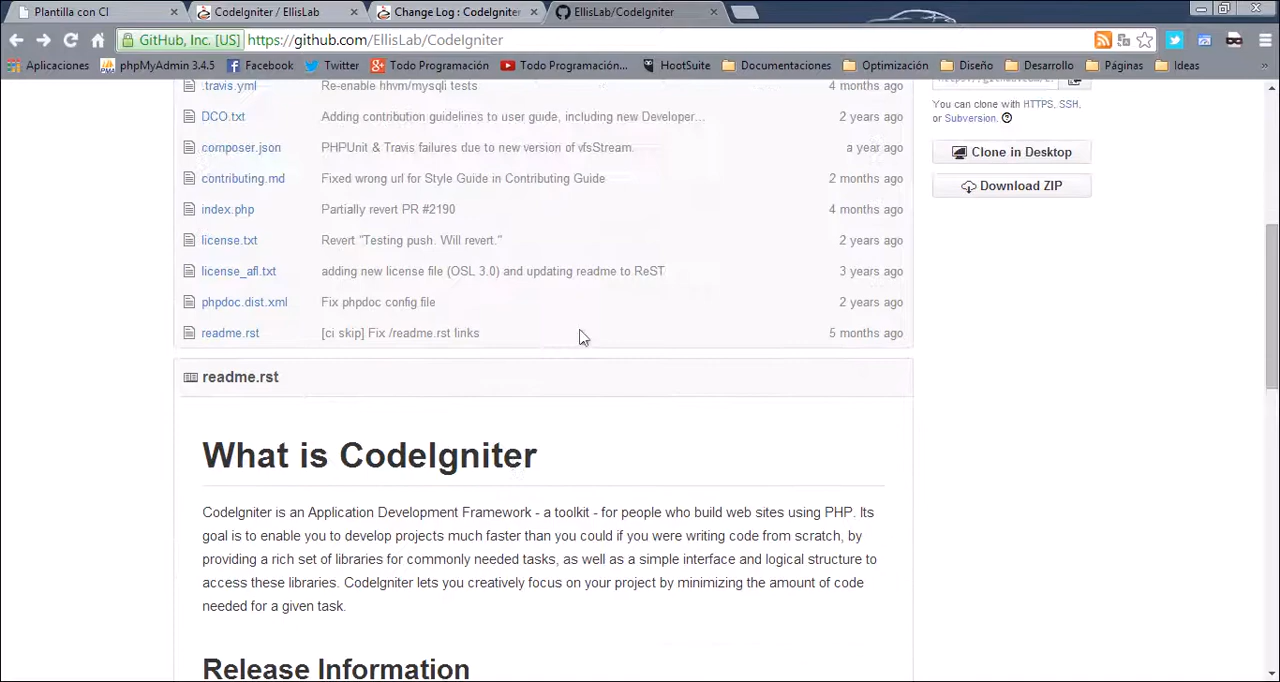 Plantilla con CI
CodeIgniter / EllisLab
Change Log : CodeIgniter
EllisLab/CodeIgniter
GitHub, Inc. [US] https://github.com/EllisLab/CodeIgniter
Aplicaciones phpMyAdmin 3.4.5 Facebook Twitter Todo Programación Todo Programación... HootSuite Documentaciones Optimización Diseño Desarrollo Páginas Ideas »
.travis.yml Re-enable hhvm/mysqli tests 4 months ago
You can clone with HTTPS, SSH,
or Subversion.
DCO.txt Adding contribution guidelines to user guide, including new Developer... 2 years ago
composer.json PHPUnit & Travis failures due to new version of vfsStream. a year ago
Clone in Desktop
contributing.md Fixed wrong url for Style Guide in Contributing Guide 2 months ago
Download ZIP
index.php Partially revert PR #2190 4 months ago
license.txt Revert "Testing push. Will revert." 2 years ago
license_afl.txt adding new license file (OSL 3.0) and updating readme to ReST 3 years ago
phpdoc.dist.xml Fix phpdoc config file 2 years ago
readme.rst [ci skip] Fix /readme.rst links 5 months ago
readme.rst
What is CodeIgniter
CodeIgniter is an Application Development Framework - a toolkit - for people who build web sites using PHP. Its
goal is to enable you to develop projects much faster than you could if you were writing code from scratch, by
providing a rich set of libraries for commonly needed tasks, as well as a simple interface and logical structure to
access these libraries. CodeIgniter lets you creatively focus on your project by minimizing the amount of code
needed for a given task.
Release Information